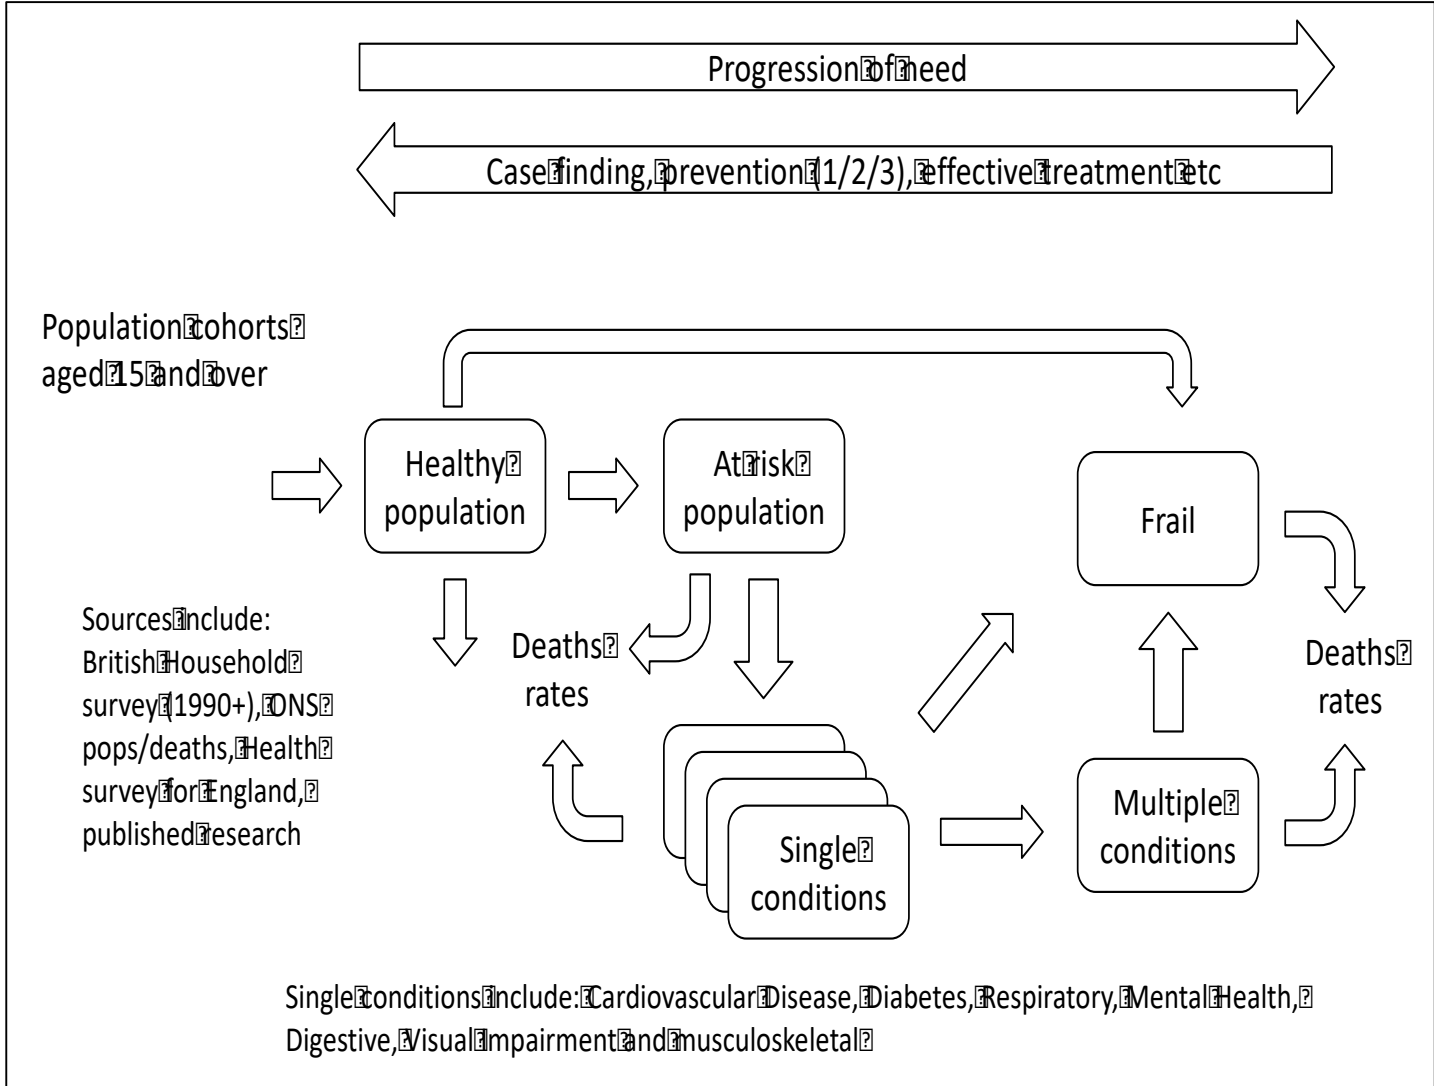 Progression of need
Case finding, prevention (1/2/3), effective treatment etc
Population cohorts
aged 15 and over
Healthy
population
At risk
population
Frail
Sources include:
British Household
survey (1990+), ONS
pops/deaths, Health
survey for England,
published research
Deaths
rates
Deaths
rates
Single
conditions
Multiple
conditions
Single conditions include: Cardiovascular Disease, Diabetes, Respiratory, Mental Health,
Digestive, Visual Impairment and musculoskeletal